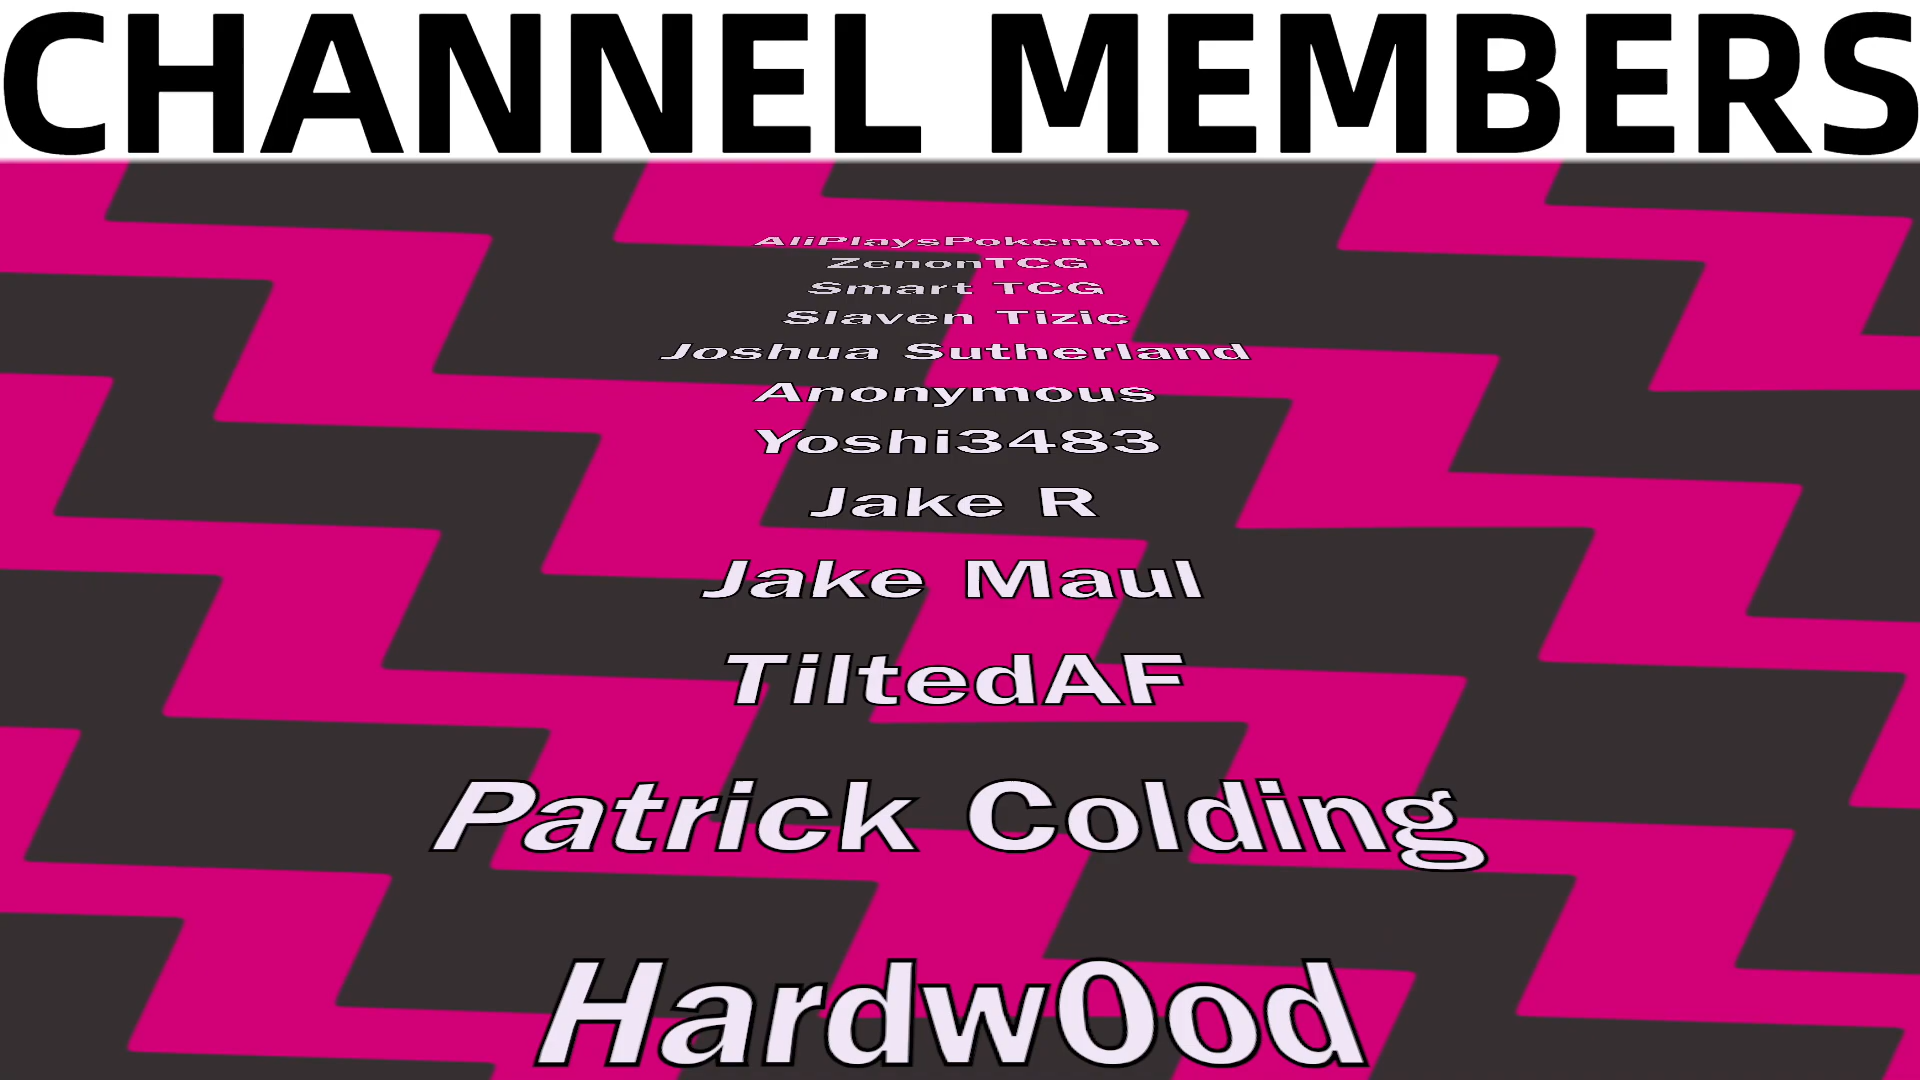 CHANNEL MEMBERS
AliPlaysPokemon
ZenonTCG
Smart TCG
Slaven Tizic
Joshua Sutherland
Anonymous
Yoshi3483
Jake R
Jake Maul
TiltedAF
Patrick Colding
Hardw0od